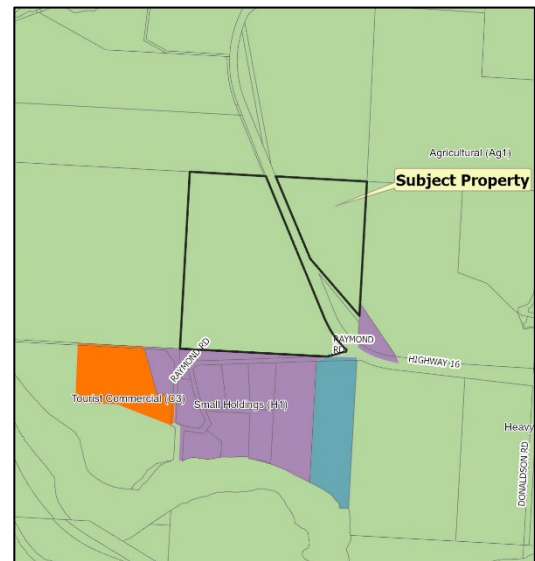 Agricultural (Ag1)
Subject Property
RAYMOND
RD
HIGHWAY 16
RAYMOND RD
Tourist Commercial (C3)
Small Holdings (H1)
Heavy
DONALDSON RD